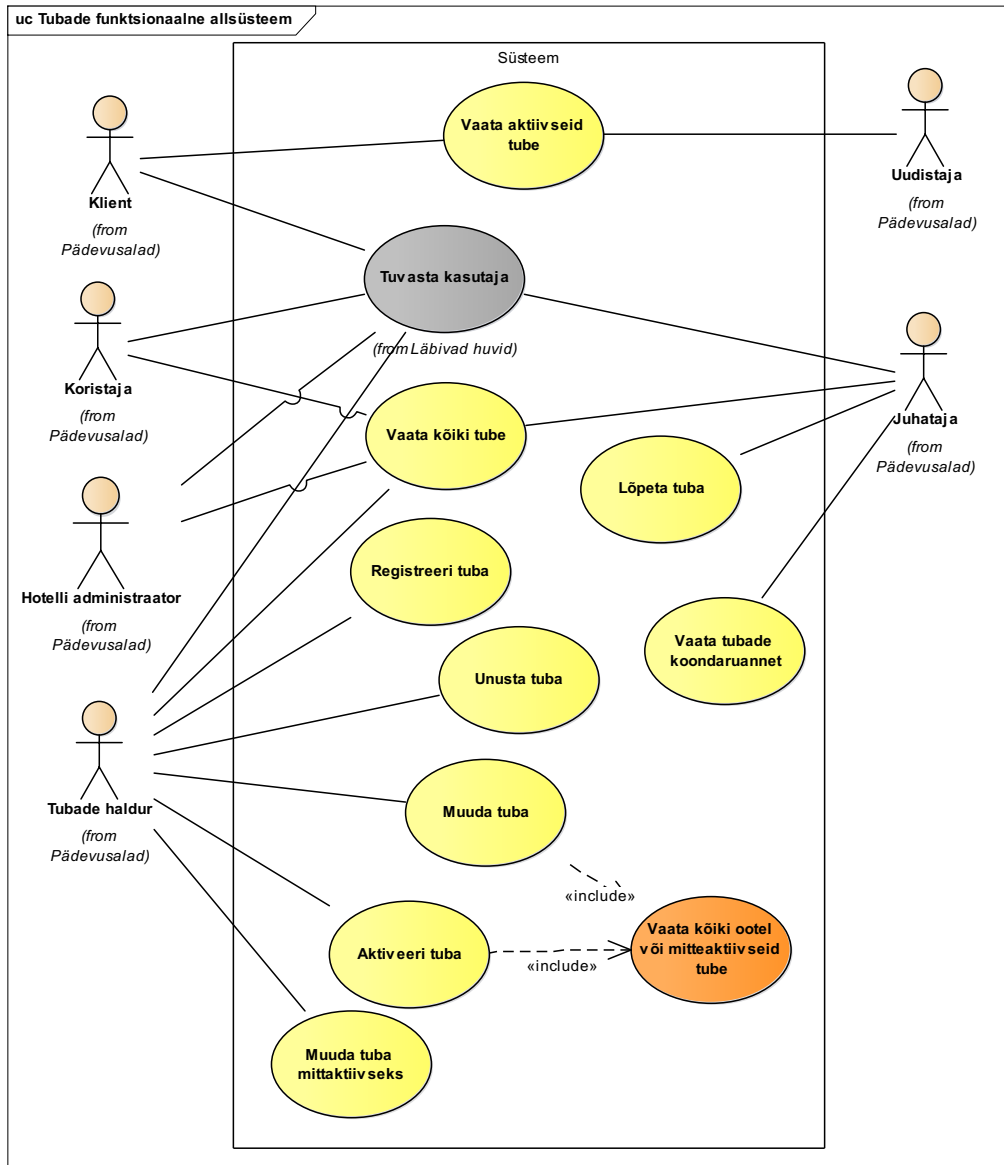 uc Tubade funktsionaalne allsüsteem
Süsteem
Vaata aktiivseid
tube
Klient
(from
Pädevusalad)
Uudistaja
(from
Pädevusalad)
Tuvasta kasutaja
(from Läbivad huvid)
Koristaja
(from
Pädevusalad)
Juhataja
(from
Pädevusalad)
Vaata kõiki tube
Lõpeta tuba
Hotelli administraator
(from
Pädevusalad)
Registreeri tuba
Vaata tubade
koondaruannet
Unusta tuba
Tubade haldur
(from
Pädevusalad)
Muuda tuba
«include»
Vaata kõiki ootel
või mitteaktiivseid
tube
Aktiveeri tuba
«include»
Muuda tuba
mittaktiivseks